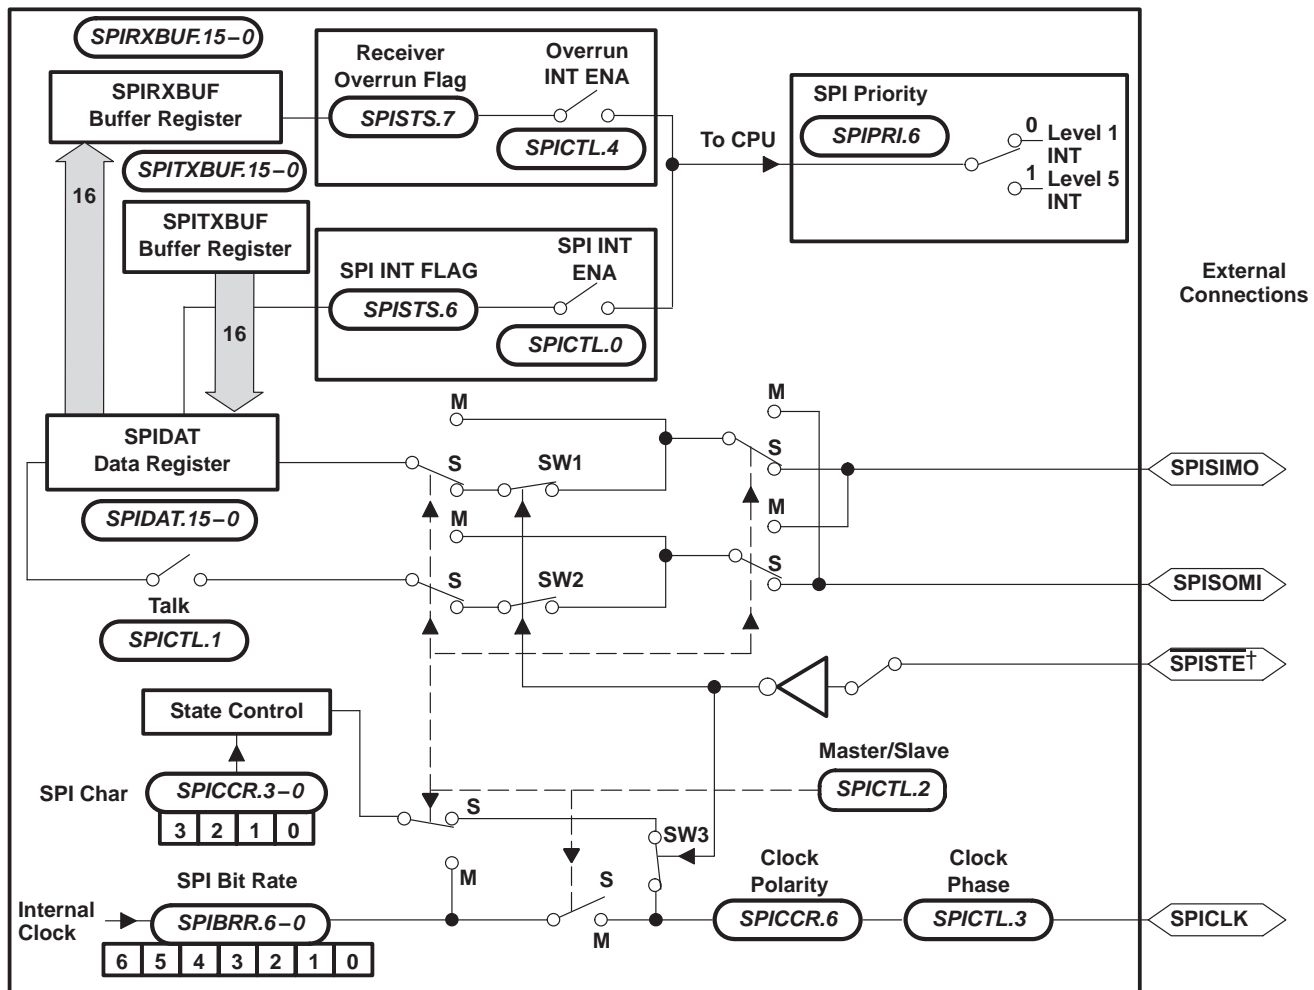 SPIRXBUF.15–0
SPIRXBUF
Buffer Register
Receiver
Overrun Flag
SPISTS.7
Overrun
INT ENA
SPICTL.4
To CPU
SPI Priority
SPIPRI.6
0
Level 1
INT
1
Level 5
INT
16
SPITXBUF.15–0
SPITXBUF
Buffer Register
16
SPI INT FLAG
SPISTS.6
SPI INT
ENA
SPICTL.0
External
Connections
SPIDAT
Data Register
SPIDAT.15–0
M
S
SW1
M
S
SPISIMO
M
S
SW2
M
S
SPISOMI
Talk
SPICTL.1
SPISTE†
State Control
SPI Char
SPICCR.3–0
3 2 1 0
Master/Slave
SPICTL.2
S
SW3
M
SPI Bit Rate
Internal
Clock
SPIBRR.6–0
6 5 4 3 2 1 0
S
M
Clock
Polarity
SPICCR.6
Clock
Phase
SPICTL.3
SPICLK